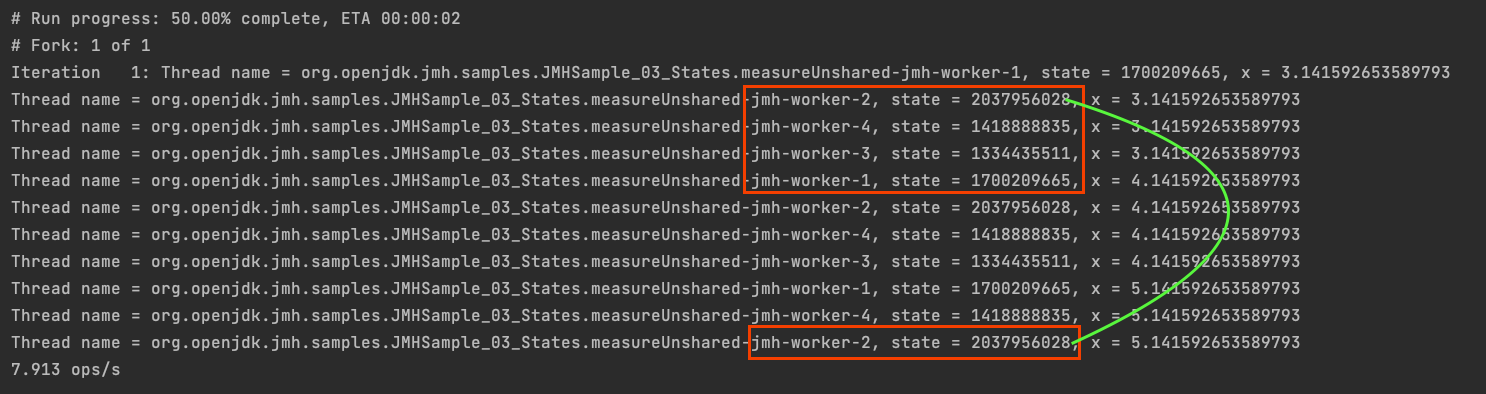 # Run progress: 50.00% complete, ETA 00:00:02
# Fork: 1 of 1
Iteration   1: Thread name = org.openjdk.jmh.samples.JMHSample_03_States.measureUnshared-jmh-worker-1, state = 1700209665, x = 3.141592653589793
Thread name = org.openjdk.jmh.samples.JMHSample_03_States.measureUnshared-jmh-worker-2, state = 2037956028, x = 3.141592653589793
Thread name = org.openjdk.jmh.samples.JMHSample_03_States.measureUnshared-jmh-worker-4, state = 1418888835, x = 3.141592653589793
Thread name = org.openjdk.jmh.samples.JMHSample_03_States.measureUnshared-jmh-worker-3, state = 1334435511, x = 3.141592653589793
Thread name = org.openjdk.jmh.samples.JMHSample_03_States.measureUnshared-jmh-worker-1, state = 1700209665, x = 4.141592653589793
Thread name = org.openjdk.jmh.samples.JMHSample_03_States.measureUnshared-jmh-worker-2, state = 2037956028, x = 4.141592653589793
Thread name = org.openjdk.jmh.samples.JMHSample_03_States.measureUnshared-jmh-worker-4, state = 1418888835, x = 4.141592653589793
Thread name = org.openjdk.jmh.samples.JMHSample_03_States.measureUnshared-jmh-worker-3, state = 1334435511, x = 4.141592653589793
Thread name = org.openjdk.jmh.samples.JMHSample_03_States.measureUnshared-jmh-worker-1, state = 1700209665, x = 5.141592653589793
Thread name = org.openjdk.jmh.samples.JMHSample_03_States.measureUnshared-jmh-worker-4, state = 1418888835, x = 5.141592653589793
Thread name = org.openjdk.jmh.samples.JMHSample_03_States.measureUnshared-jmh-worker-2, state = 2037956028, x = 5.141592653589793
7.913 ops/s